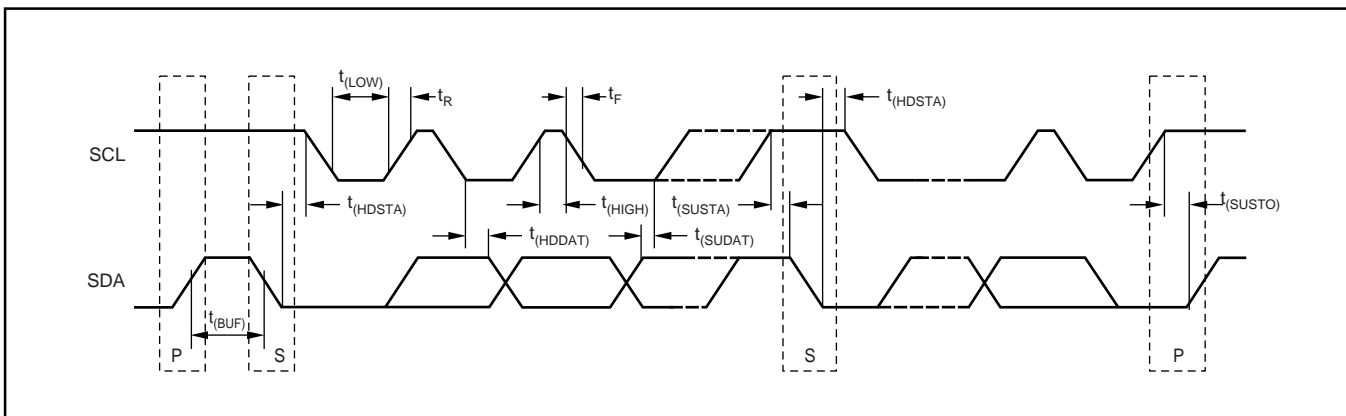 t(LOW)
tR
tF
t(HDSTA)
SCL
t(HDSTA)
t(HIGH)
t(SUSTA)
t(SUSTO)
t(HDDAT)
t(SUDAT)
SDA
t(BUF)
P
S
S
P